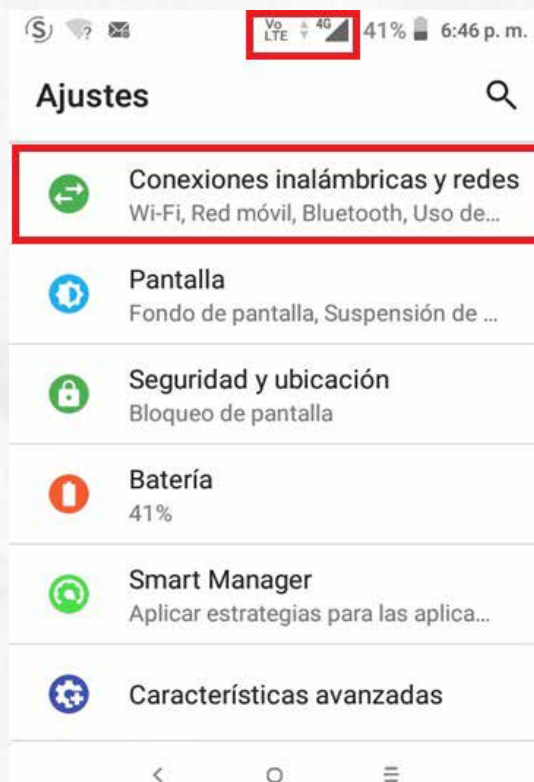 S ? Vo LTE 4G 41% 6:46 p. m.
Ajustes
Conexiones inalámbricas y redes
Wi-Fi, Red móvil, Bluetooth, Uso de...
Pantalla
Fondo de pantalla, Suspensión de ...
Seguridad y ubicación
Bloqueo de pantalla
Batería
41%
Smart Manager
Aplicar estrategias para las aplica...
Características avanzadas